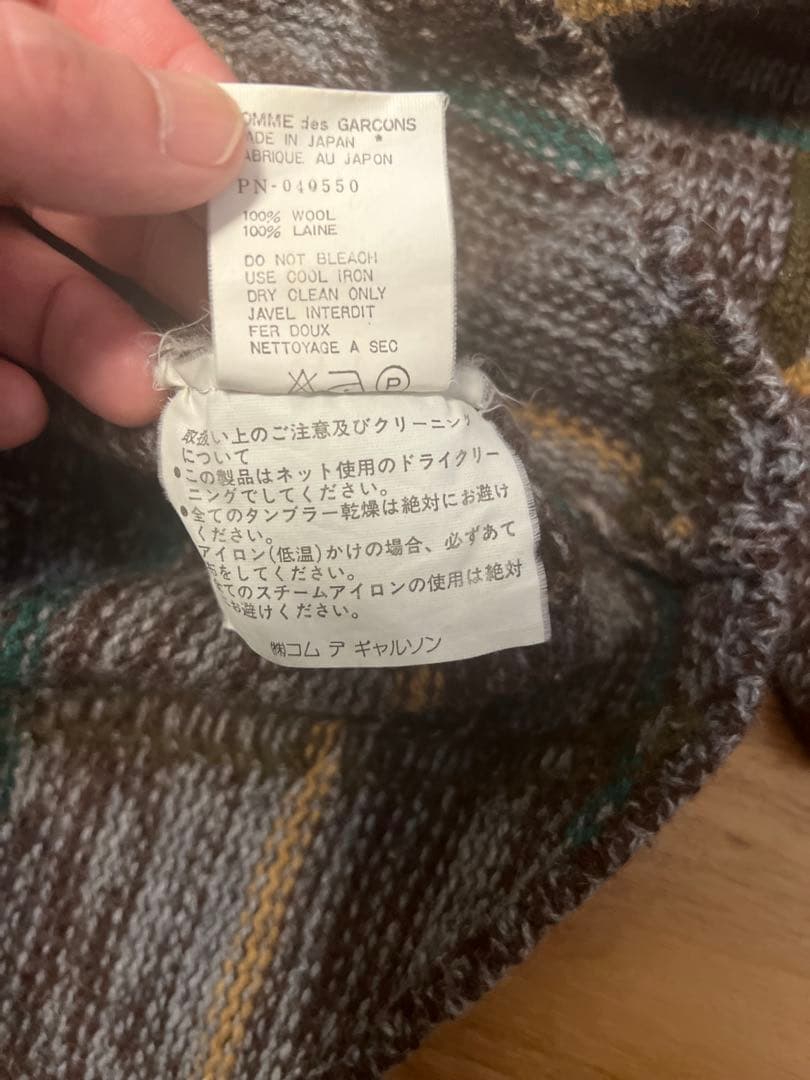 OMME des GARCONS
ADE IN JAPAN *
ABRIQUE AU JAPON
PN-040550
100% WOOL
100% LAINE
DO NOT BLEACH
USE COOL IRON
DRY CLEAN ONLY
JAVEL INTERDIT
FER DOUX
NETTOYAGE A SEC
P
取扱い上のご注意及びクリーニング
について
●この製品はネット使用のドライクリー
ニングでしてください。
●全てのタンブラー乾燥は絶対にお避け
ください。
アイロン(低温)かけの場合、必ずあて
布をしてください。
全てのスチームアイロンの使用は絶対
にお避けください。
㈱コム デ ギャルソン